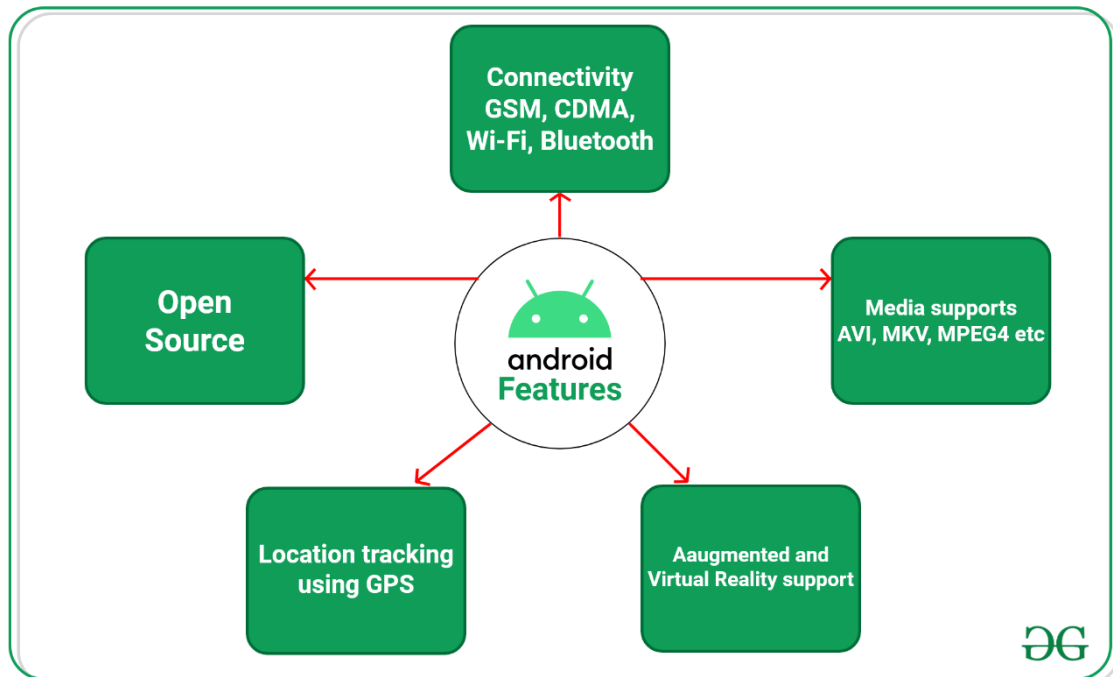 Connectivity
GSM, CDMA,
Wi-Fi, Bluetooth
Open
Source
android
Features
Media supports
AVI, MKV, MPEG4 etc
Location tracking
using GPS
Aaugmented and
Virtual Reality support